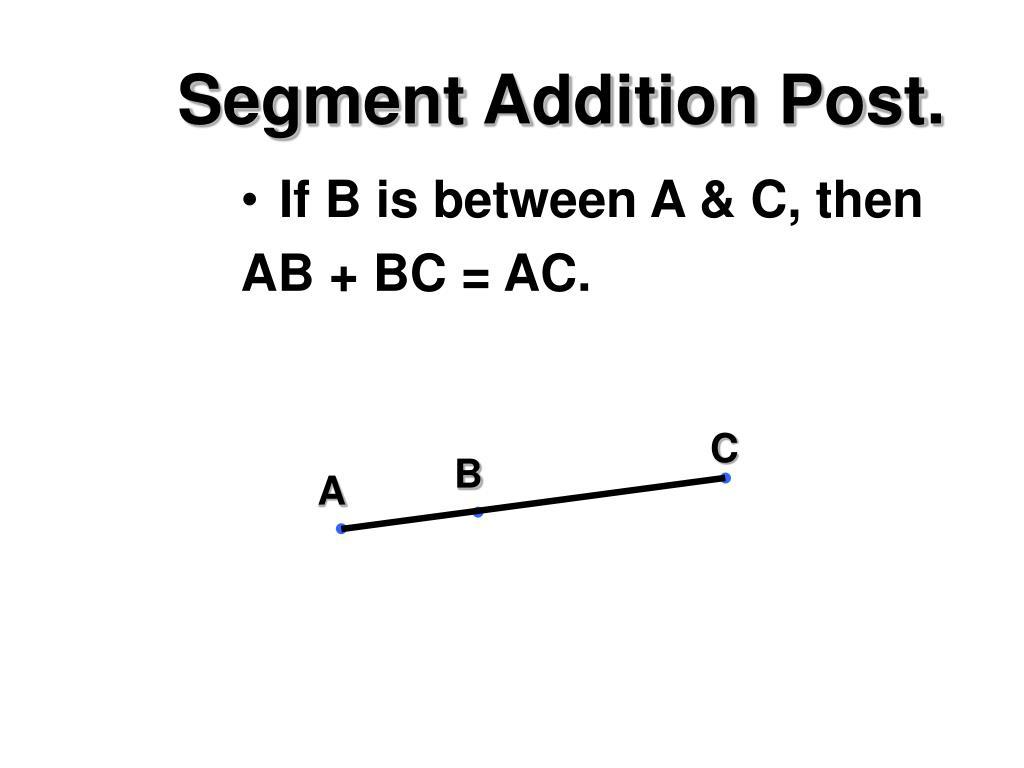 Segment Addition Post.
• If B is between A & C, then
AB + BC = AC.
A
B
C